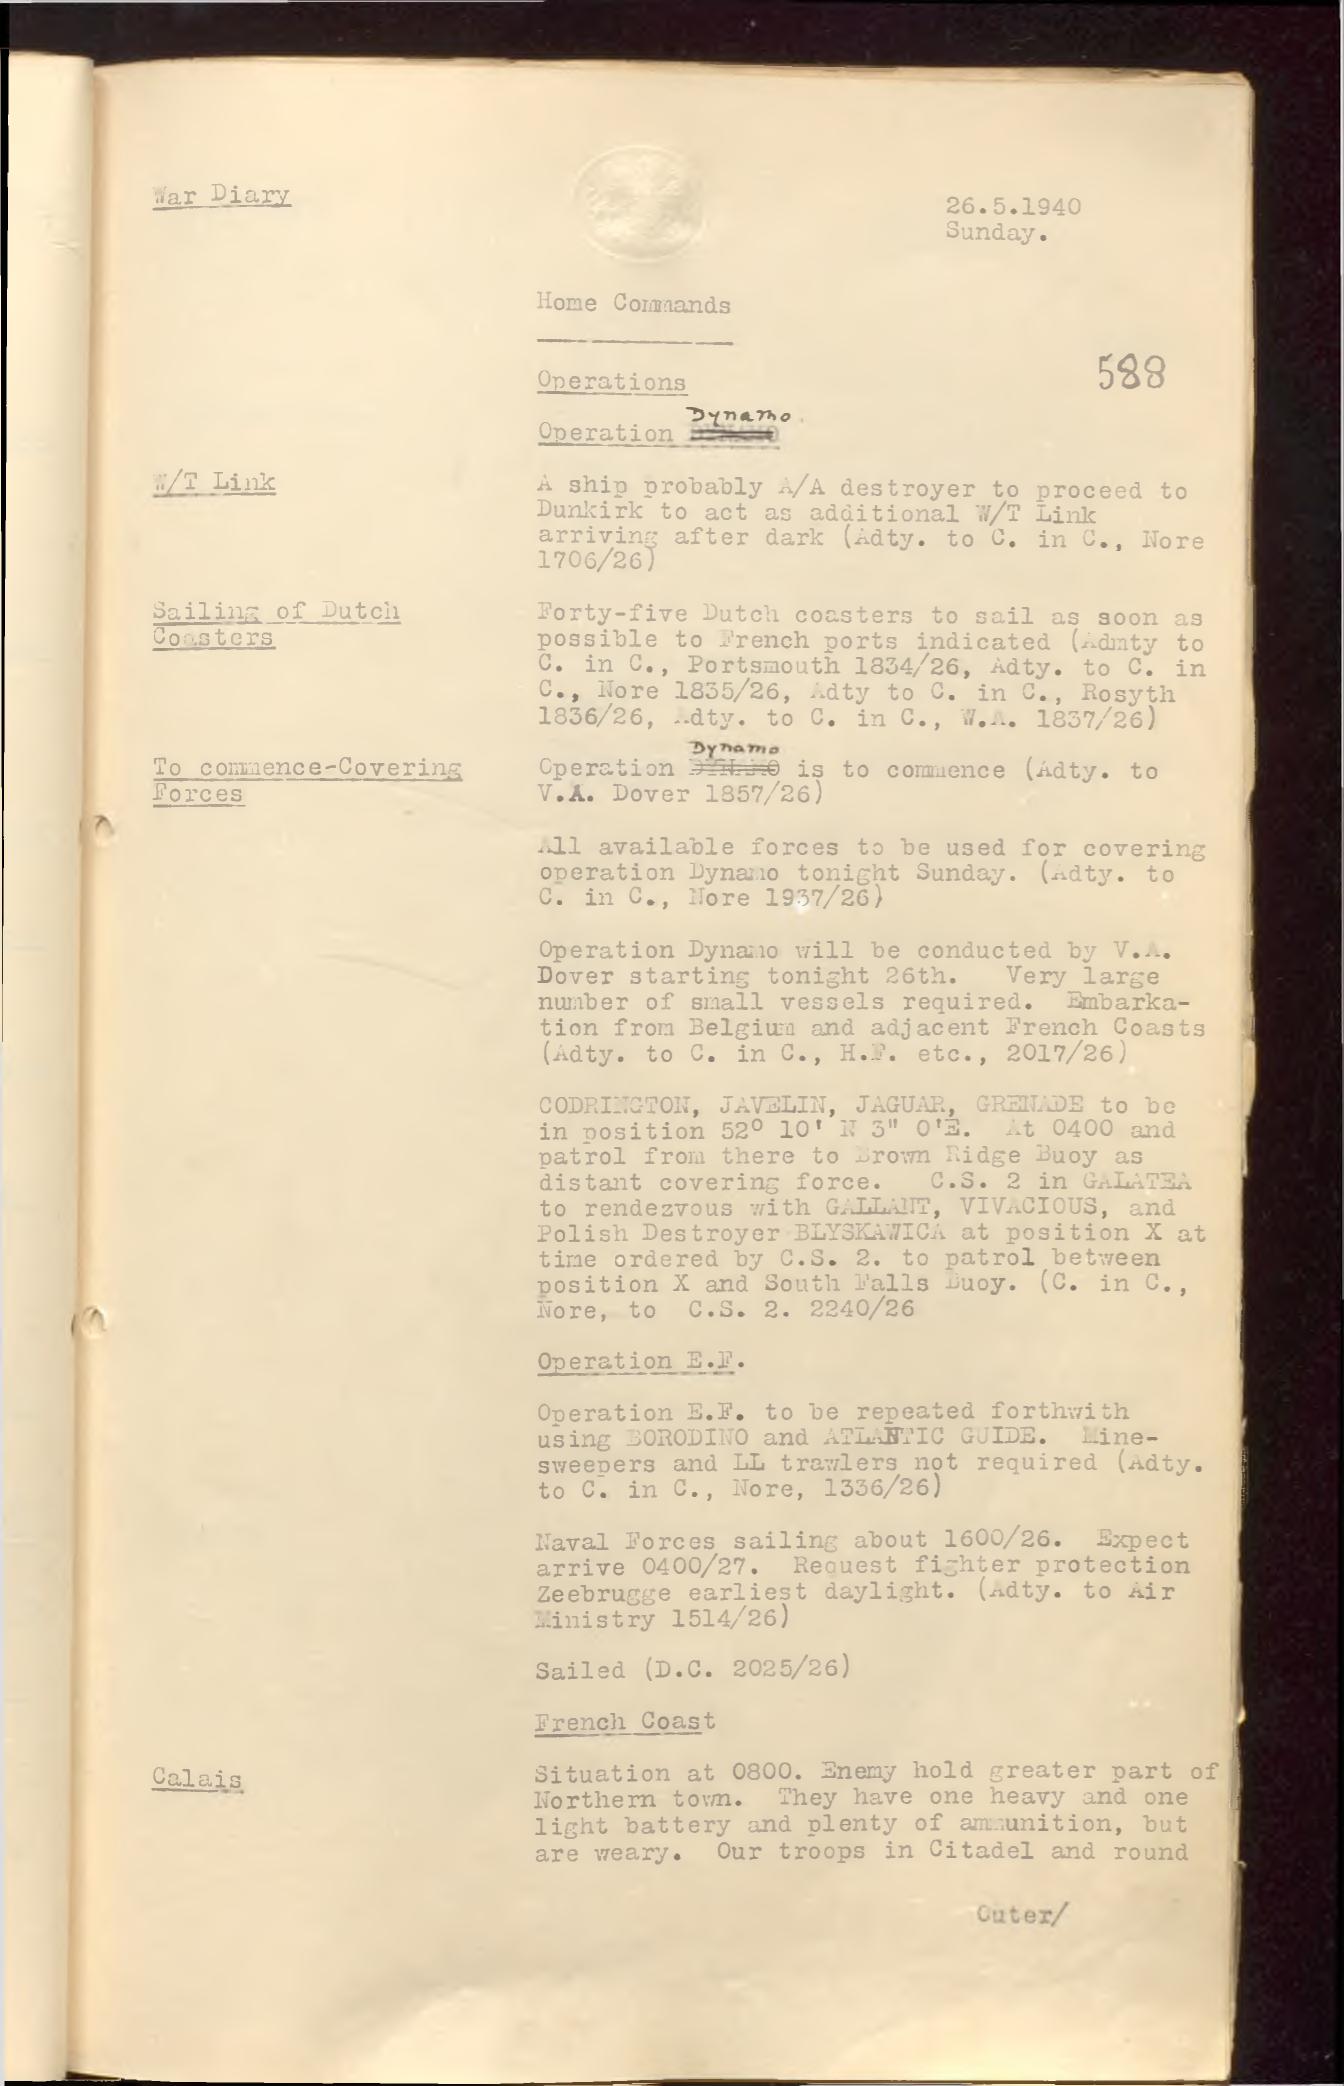 War Diary
26.5.1940
Sunday.
Home Commands
588
Operations
Dynamo
Operation DYNAMO
W/T Link
A ship probably A/A destroyer to proceed to
Dunkirk to act as additional W/T Link
arriving after dark (Adty. to C. in C., Nore
1706/26)
Sailing of Dutch
Coasters
Forty-five Dutch coasters to sail as soon as
possible to French ports indicated (Admty to
C. in C., Portsmouth 1834/26, Adty. to C. in
C., Nore 1835/26, Adty to C. in C., Rosyth
1836/26, Adty. to C. in C., W.A. 1837/26)
To commence-Covering
Forces
Dynamo
Operation DYNAMO is to commence (Adty. to
V.A. Dover 1857/26)
All available forces to be used for covering
operation Dynamo tonight Sunday. (Adty. to
C. in C., Nore 1937/26)
Operation Dynamo will be conducted by V.A.
Dover starting tonight 26th. Very large
number of small vessels required. Embarka-
tion from Belgium and adjacent French Coasts
(Adty. to C. in C., H.F. etc., 2017/26)
CODRINGTON, JAVELIN, JAGUAR, GRENADE to be
in position 52° 10' N 3" 0'E. At 0400 and
patrol from there to Brown Ridge Buoy as
distant covering force. C.S. 2 in GALATEA
to rendezvous with GALLANT, VIVACIOUS, and
Polish Destroyer BLYSKAWICA at position X at
time ordered by C.S. 2. to patrol between
position X and South Falls Buoy. (C. in C.,
Nore, to C.S. 2. 2240/26
Operation E.F.
Operation E.F. to be repeated forthwith
using BORODINO and ATLANTIC GUIDE. Mine-
sweepers and LL trawlers not required (Adty.
to C. in C., Nore, 1336/26)
Naval Forces sailing about 1600/26. Expect
arrive 0400/27. Request fighter protection
Zeebrugge earliest daylight. (Adty. to Air
Ministry 1514/26)
Sailed (D.C. 2025/26)
French Coast
Calais
Situation at 0800. Enemy hold greater part of
Northern town. They have one heavy and one
light battery and plenty of ammunition, but
are weary. Our troops in Citadel and round
Outer/